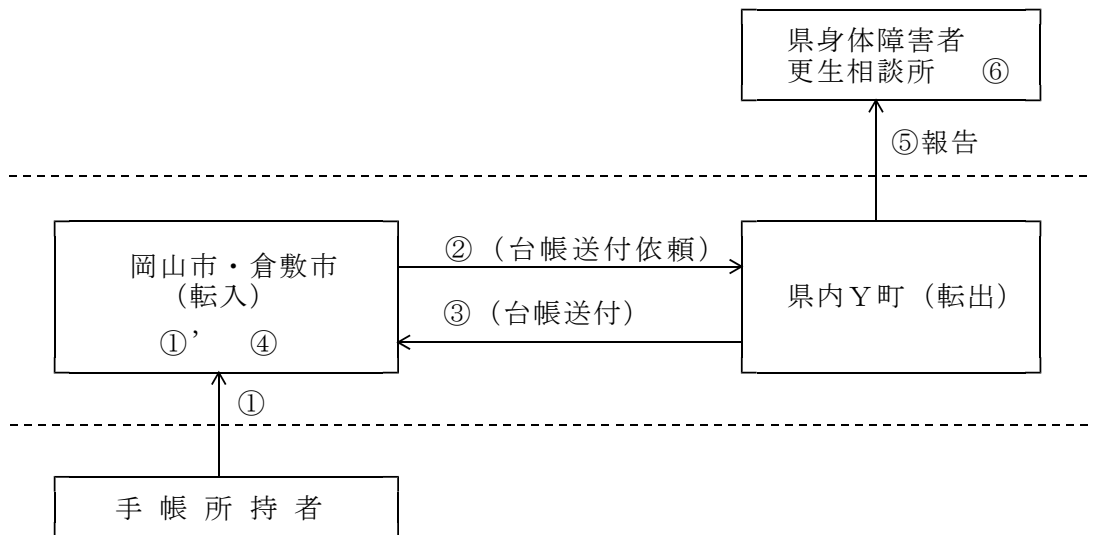 県身体障害者
更生相談所 ⑥
⑤報告
岡山市・倉敷市
(転入)
①’ ④
②（台帳送付依頼）
③（台帳送付）
県内Ｙ町（転出）
①
手帳所持者